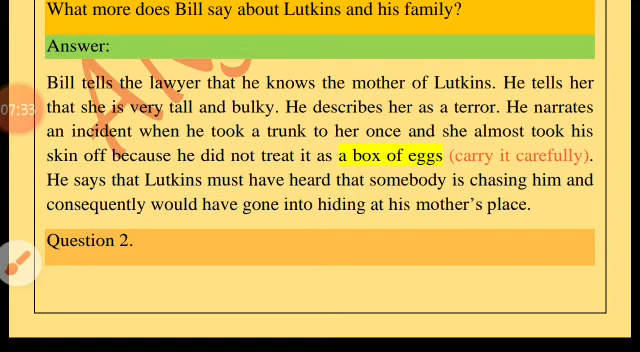 What more does Bill say about Lutkins and his family?
Answer:
Bill tells the lawyer that he knows the mother of Lutkins. He tells her
that she is very tall and bulky. He describes her as a terror. He narrates
an incident when he took a trunk to her once and she almost took his
skin off because he did not treat it as a box of eggs (carry it carefully).
He says that Lutkins must have heard that somebody is chasing him and
consequently would have gone into hiding at his mother's place.
Question 2.
07:33